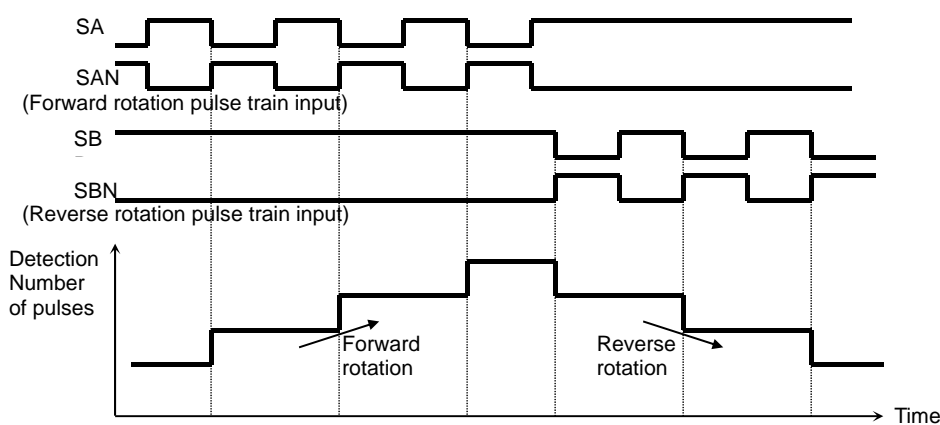 SA
SAN
(Forward rotation pulse train input)
SB
SBN
(Reverse rotation pulse train input)
Detection
Number
of pulses
Forward
rotation
Reverse
rotation
Time